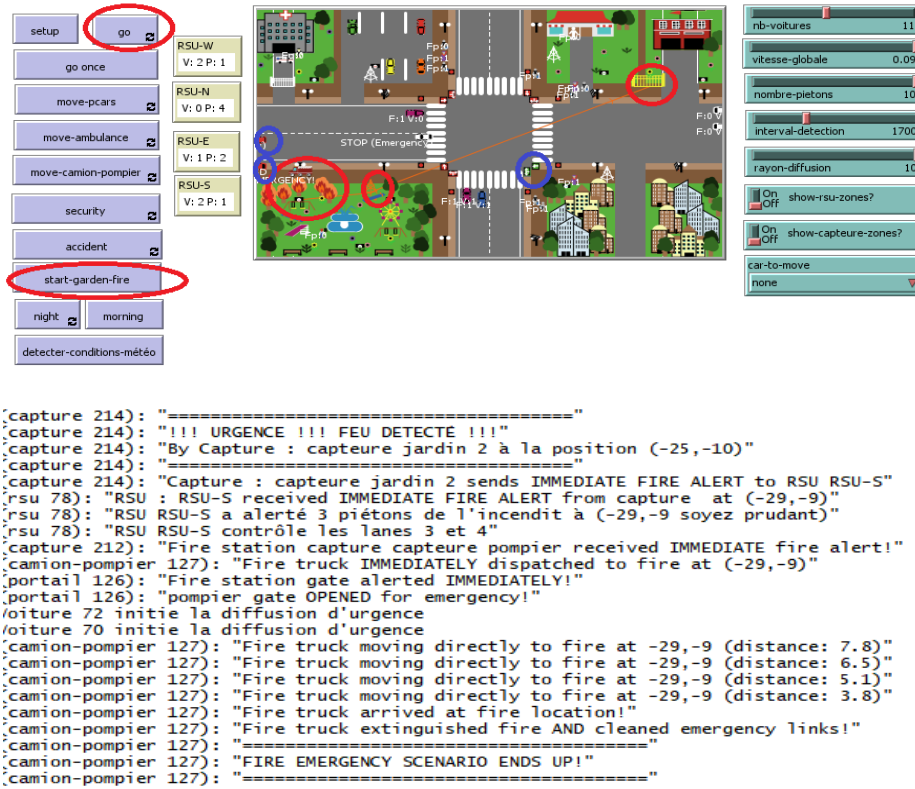 setup
go
go once
move-pcars
move-ambulance
move-camion-pompier
security
accident
start-garden-fire
night
morning
detecter-conditions-météo
RSU-W
V: 2 P: 1
RSU-N
V: 0 P: 4
RSU-E
V: 1 P: 2
RSU-S
V: 2 P: 1
F:1 V:0
STOP (Emergency)
F:0 V
F:0 V
RGENCY!
nb-voitures 11
vitesse-globale 0.09
nombre-pietons 10
interval-detection 1700
rayon-diffusion 10
On
Off
show-rsu-zones?
On
Off
show-capteure-zones?
car-to-move
none
(capture 214): "========================================"
(capture 214): "!!! URGENCE !!! FEU DETECTÉ !!!"
(capture 214): "By Capture : capteure jardin 2 à la position (-25,-10)"
(capture 214): "========================================"
(capture 214): "Capture : capteure jardin 2 sends IMMEDIATE FIRE ALERT to RSU RSU-S"
(rsu 78): "RSU : RSU-S received IMMEDIATE FIRE ALERT from capture  at (-29,-9)"
(rsu 78): "RSU RSU-S a alerté 3 piétons de l'incendit à (-29,-9 soyez prudant)"
(rsu 78): "RSU RSU-S contrôle les lanes 3 et 4"
(capture 212): "Fire station capture capteure pompier received IMMEDIATE fire alert!"
(camion-pompier 127): "Fire truck IMMEDIATELY dispatched to fire at (-29,-9)"
(portail 126): "Fire station gate alerted IMMEDIATELY!"
(portail 126): "pompier gate OPENED for emergency!"
Voiture 72 initie la diffusion d'urgence
Voiture 70 initie la diffusion d'urgence
(camion-pompier 127): "Fire truck moving directly to fire at -29,-9 (distance: 7.8)"
(camion-pompier 127): "Fire truck moving directly to fire at -29,-9 (distance: 6.5)"
(camion-pompier 127): "Fire truck moving directly to fire at -29,-9 (distance: 5.1)"
(camion-pompier 127): "Fire truck moving directly to fire at -29,-9 (distance: 3.8)"
(camion-pompier 127): "Fire truck arrived at fire location!"
(camion-pompier 127): "Fire truck extinguished fire AND cleaned emergency links!"
(camion-pompier 127): "========================================"
(camion-pompier 127): "FIRE EMERGENCY SCENARIO ENDS UP!"
(camion-pompier 127): "========================================"